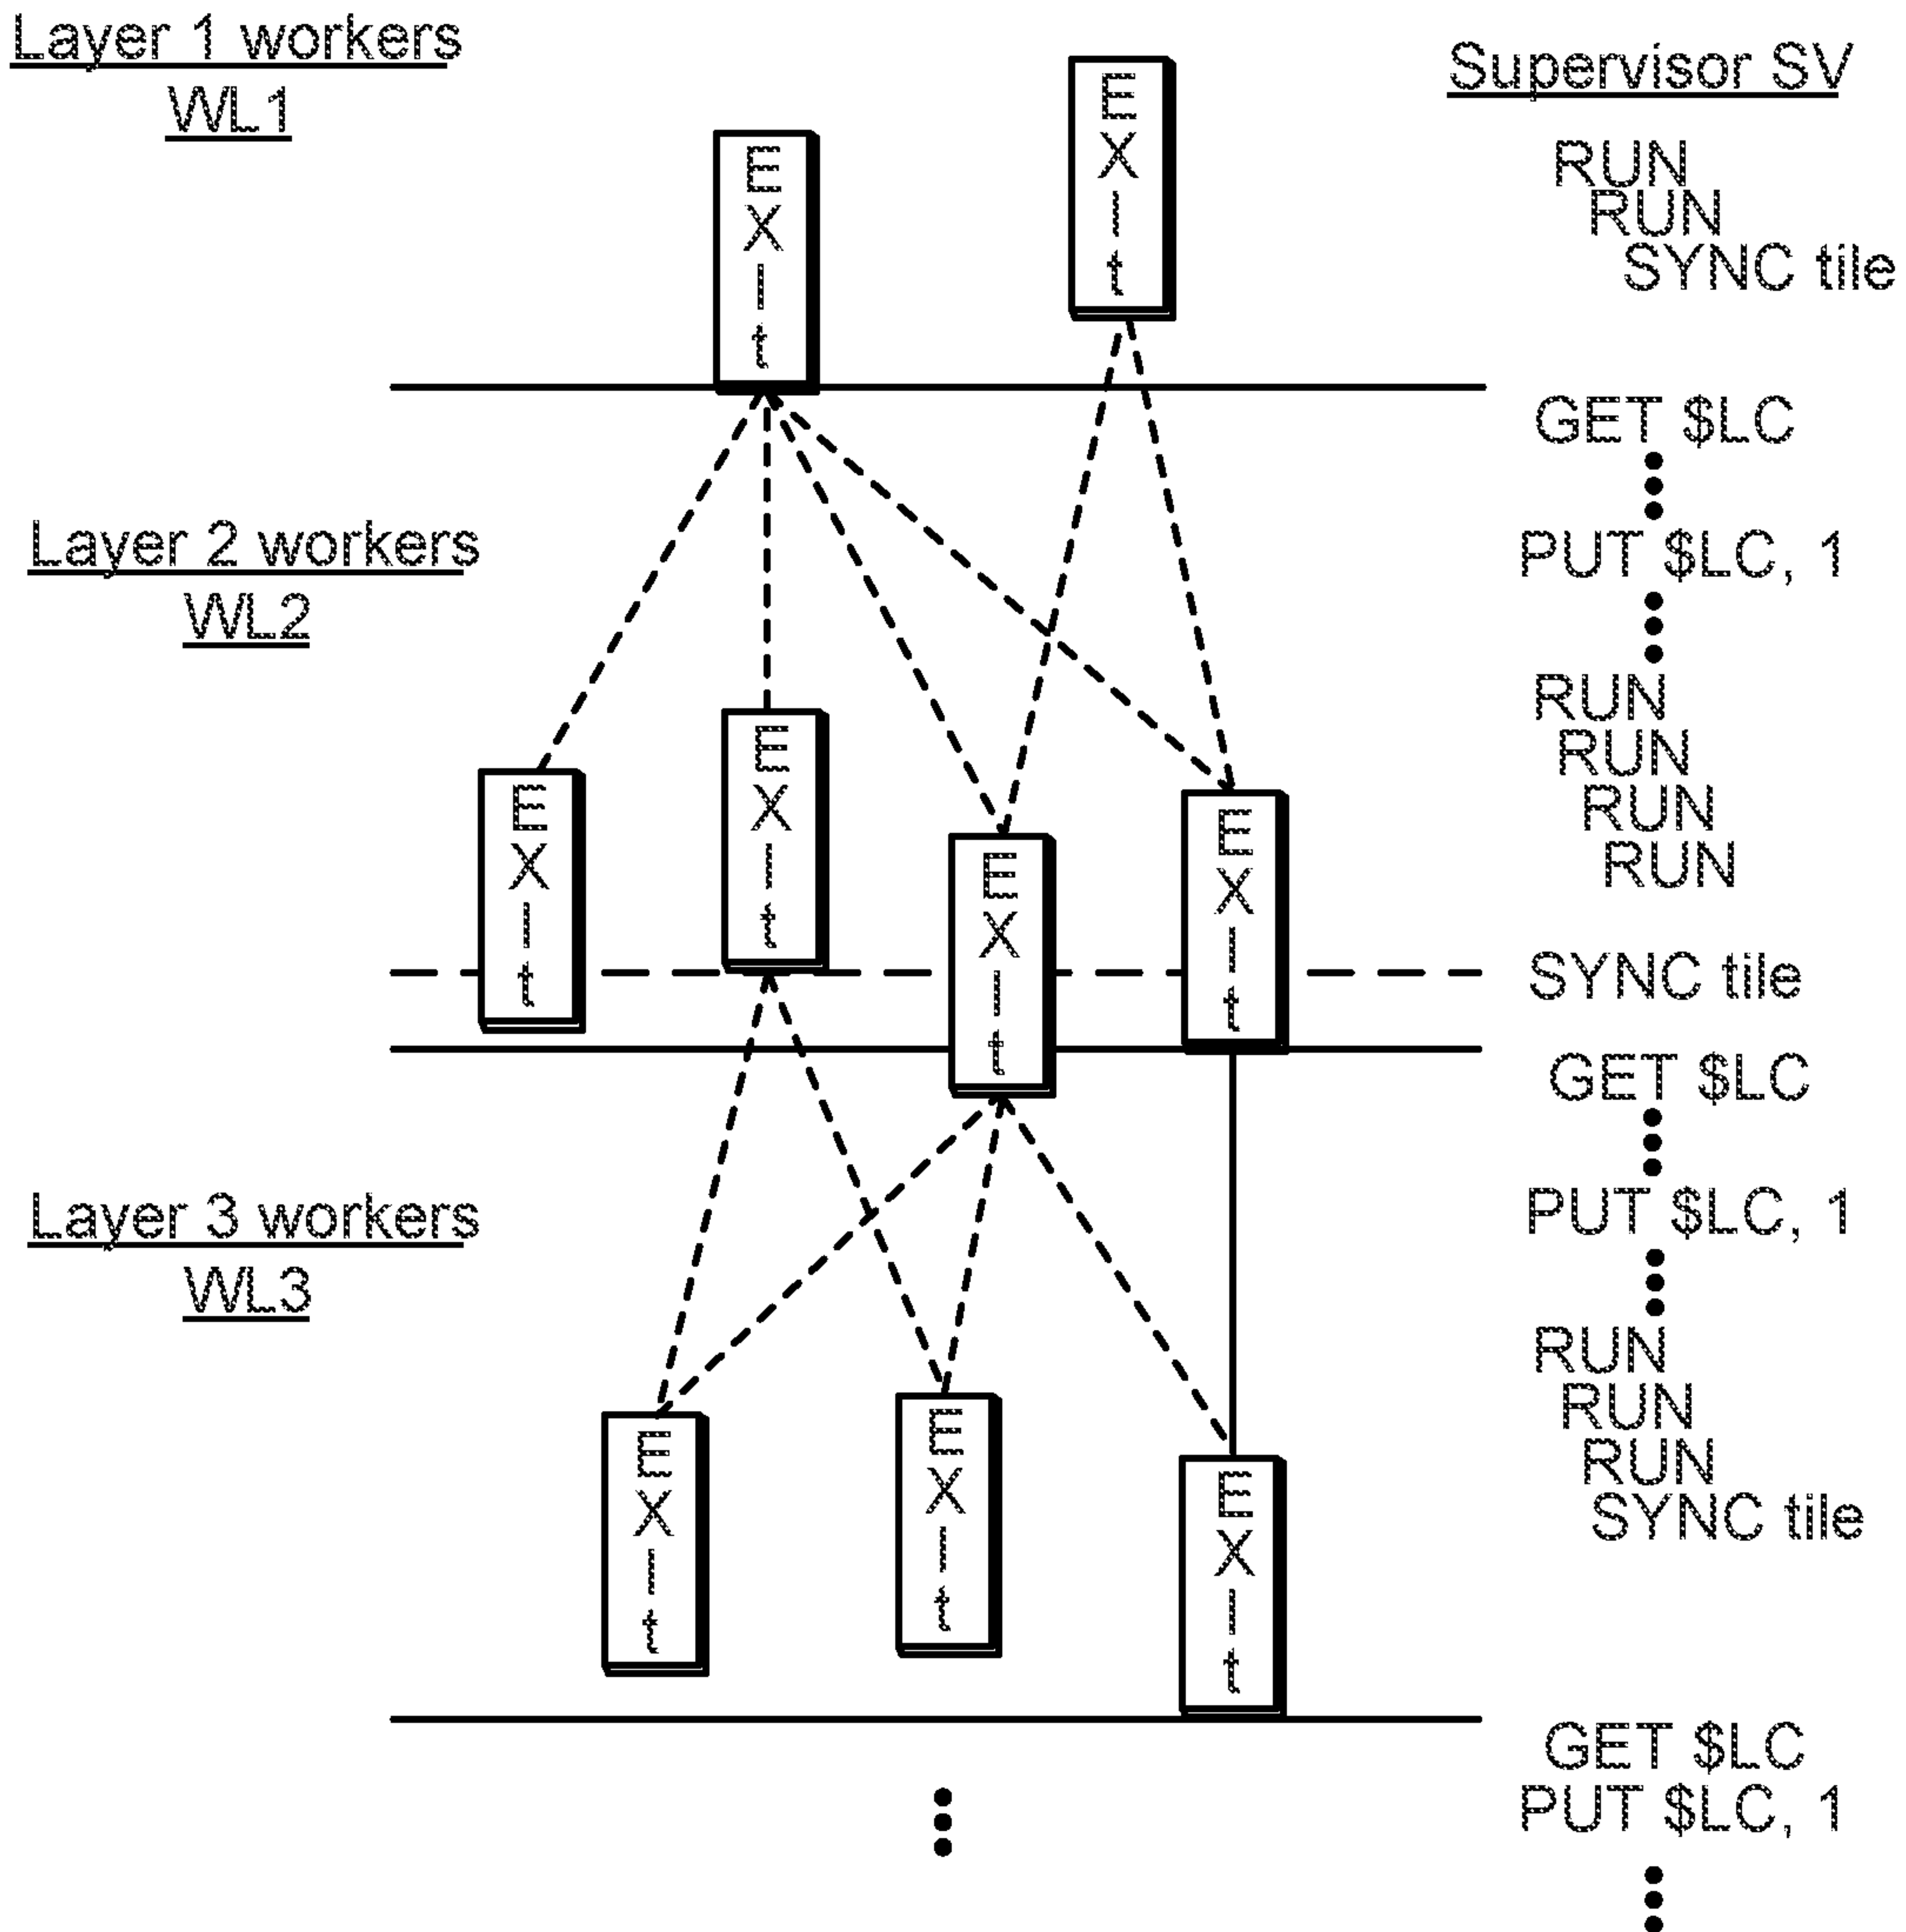 Layer 1 workers
WL1
EXIt
EXIt
Supervisor SV
RUN
RUN
SYNC tile
GET $LC
PUT $LC, 1
Layer 2 workers
WL2
EXIt
EXIt
EXIt
EXIt
RUN
RUN
RUN
RUN
SYNC tile
GET $LC
PUT $LC, 1
Layer 3 workers
WL3
EXIt
EXIt
EXIt
RUN
RUN
RUN
SYNC tile
GET $LC
PUT $LC, 1